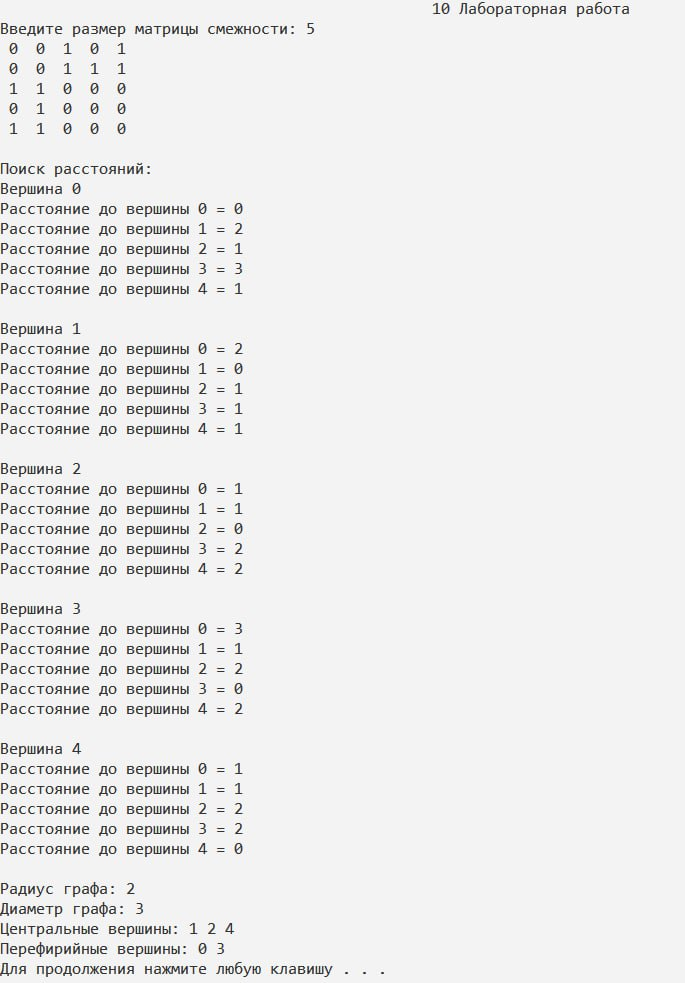 10 Лабораторная работа
Введите размер матрицы смежности: 5
0 0 1 0 1
0 0 1 1 1
1 1 0 0 0
0 1 0 0 0
1 1 0 0 0
Поиск расстояний:
Вершина 0
Расстояние до вершины 0 = 0
Расстояние до вершины 1 = 2
Расстояние до вершины 2 = 1
Расстояние до вершины 3 = 3
Расстояние до вершины 4 = 1
Вершина 1
Расстояние до вершины 0 = 2
Расстояние до вершины 1 = 0
Расстояние до вершины 2 = 1
Расстояние до вершины 3 = 1
Расстояние до вершины 4 = 1
Вершина 2
Расстояние до вершины 0 = 1
Расстояние до вершины 1 = 1
Расстояние до вершины 2 = 0
Расстояние до вершины 3 = 2
Расстояние до вершины 4 = 2
Вершина 3
Расстояние до вершины 0 = 3
Расстояние до вершины 1 = 1
Расстояние до вершины 2 = 2
Расстояние до вершины 3 = 0
Расстояние до вершины 4 = 2
Вершина 4
Расстояние до вершины 0 = 1
Расстояние до вершины 1 = 1
Расстояние до вершины 2 = 2
Расстояние до вершины 3 = 2
Расстояние до вершины 4 = 0
Радиус графа: 2
Диаметр графа: 3
Центральные вершины: 1 2 4
Перефирийные вершины: 0 3
Для продолжения нажмите любую клавишу . . .